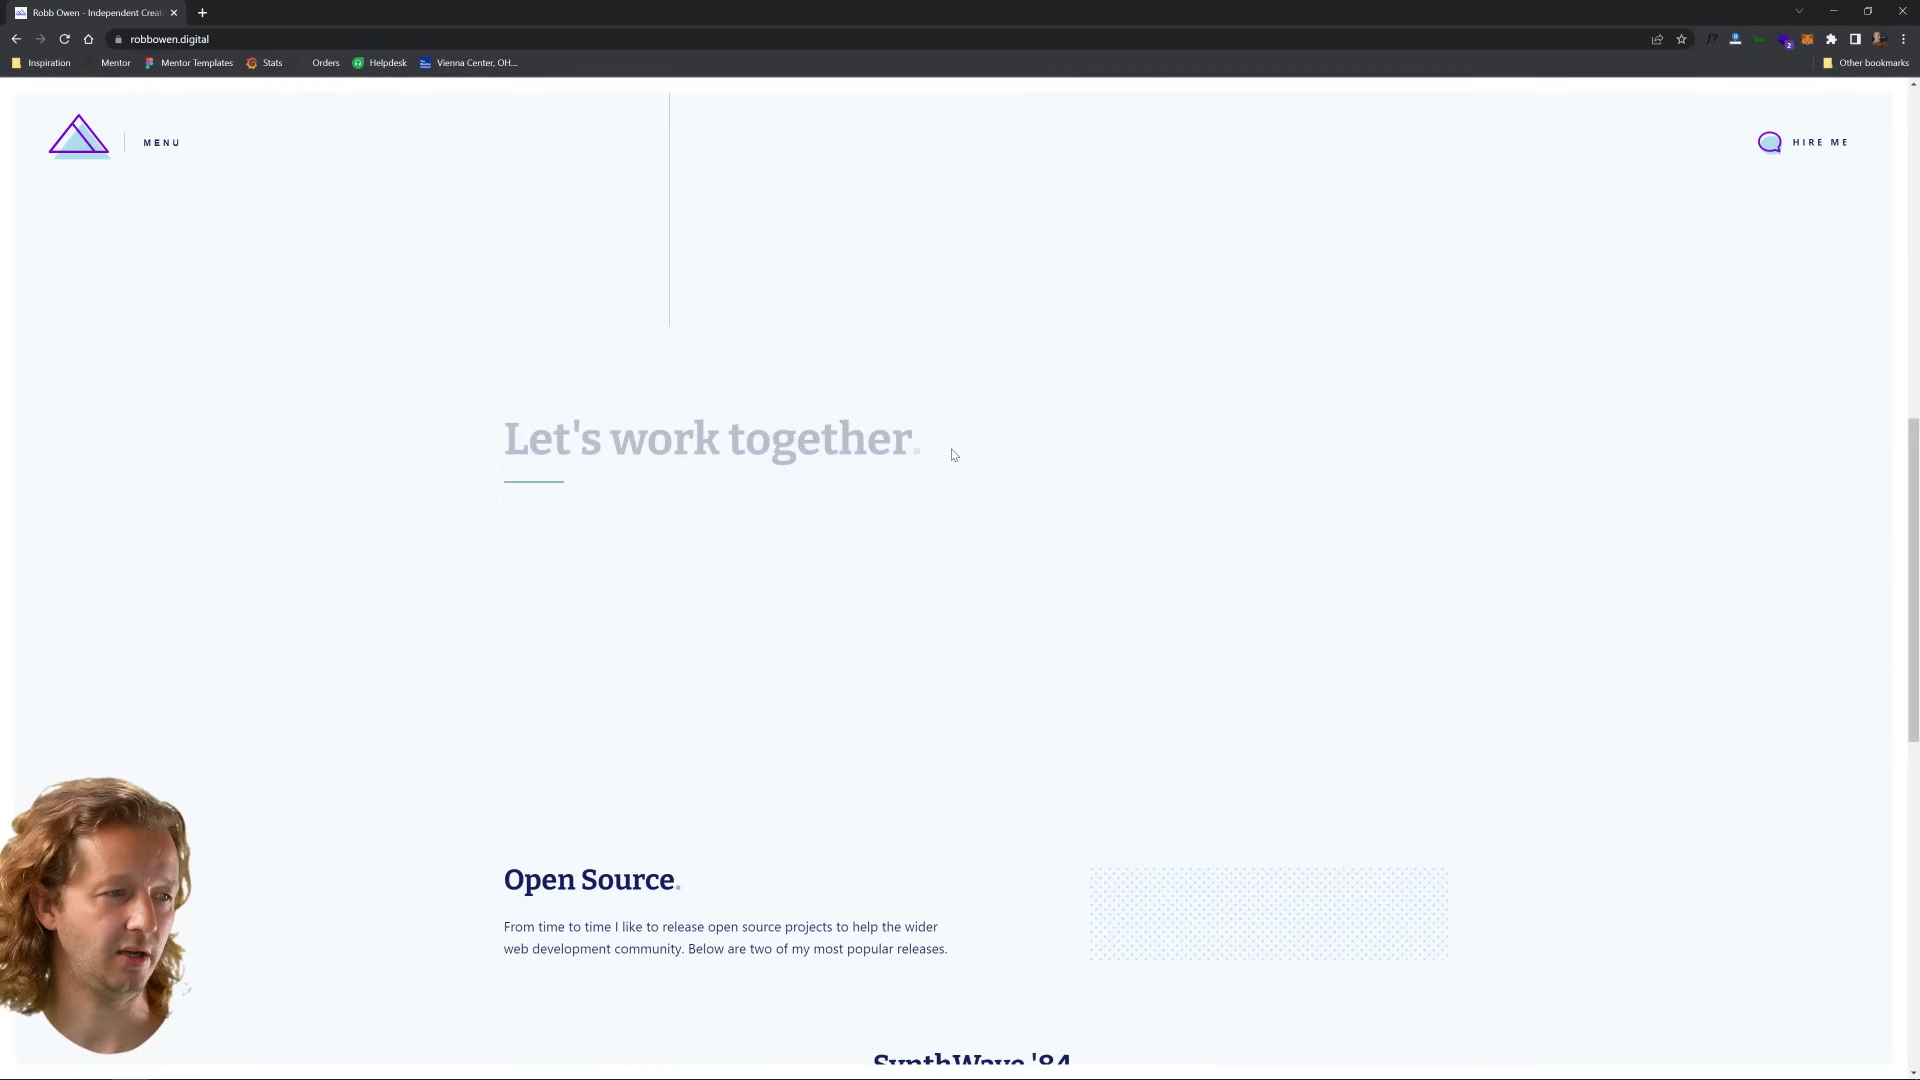 Robb Owen - Independent Creat
robbowen.digital
Inspiration
Mentor
Mentor Templates
Stats
Orders
Helpdesk
Vienna Center, OH...
Other bookmarks
MENU
HIRE ME
Let's work together.
Open Source.
From time to time I like to release open source projects to help the wider
web development community. Below are two of my most popular releases.
SynthWave '84